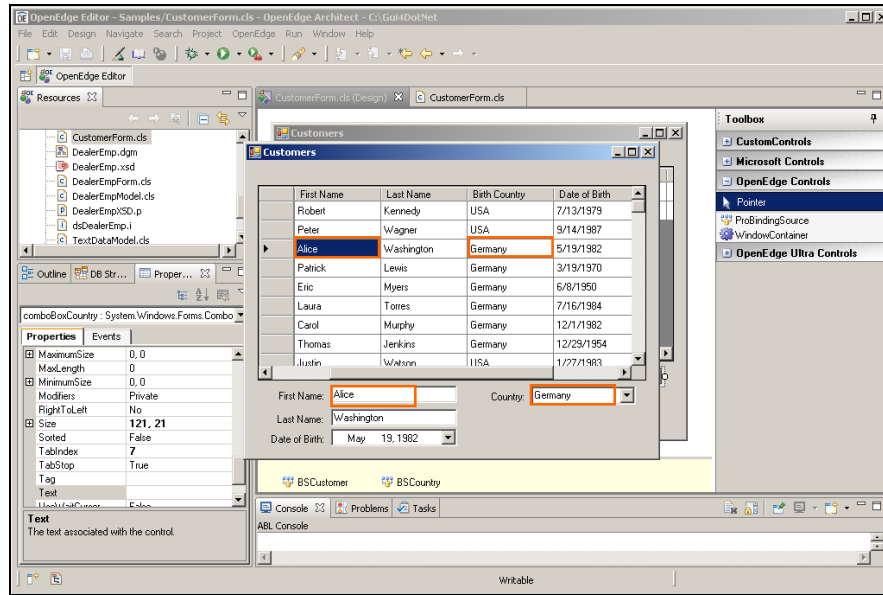 OpenEdge Editor - Samples/CustomerForm.cls - OpenEdge Architect - C:\Gui4DotNet
File Edit Design Navigate Search Project OpenEdge Run Window Help
OpenEdge Editor
Resources
CustomerForm.cls
DealerEmp.dgm
DealerEmp.xsd
DealerEmpForm.cls
DealerEmpModel.cls
DealerEmpXSD.p
dsDealerEmp.i
TextDataModel.cls
Outline DB Str... Proper...
comboBoxCountry : System.Windows.Forms.Combo
Properties Events
MaximumSize 0, 0
MaxLength 0
MinimumSize 0, 0
Modifiers Private
RightToLeft No
Size 121, 21
Sorted False
TabIndex 7
TabStop True
Tag
Text
UseWaitCursor False
Text
The text associated with the control.
CustomerForm.cls (Design) CustomerForm.cls
Customers
Customers
First Name Last Name Birth Country Date of Birth
Robert Kennedy USA 7/13/1979
Peter Wagner USA 9/14/1987
Alice Washington Germany 5/19/1982
Patrick Lewis Germany 3/19/1970
Eric Myers Germany 6/8/1950
Laura Torres Germany 7/16/1984
Carol Murphy Germany 12/1/1982
Thomas Jenkins Germany 12/29/1954
Justin Watson USA 1/27/1983
First Name: Alice Country: Germany
Last Name: Washington
Date of Birth: May 19, 1982
BSCustomer BSCountry
Toolbox
CustomControls
Microsoft Controls
OpenEdge Controls
Pointer
ProBindingSource
WindowContainer
OpenEdge Ultra Controls
Console Problems Tasks
ABL Console
Writable